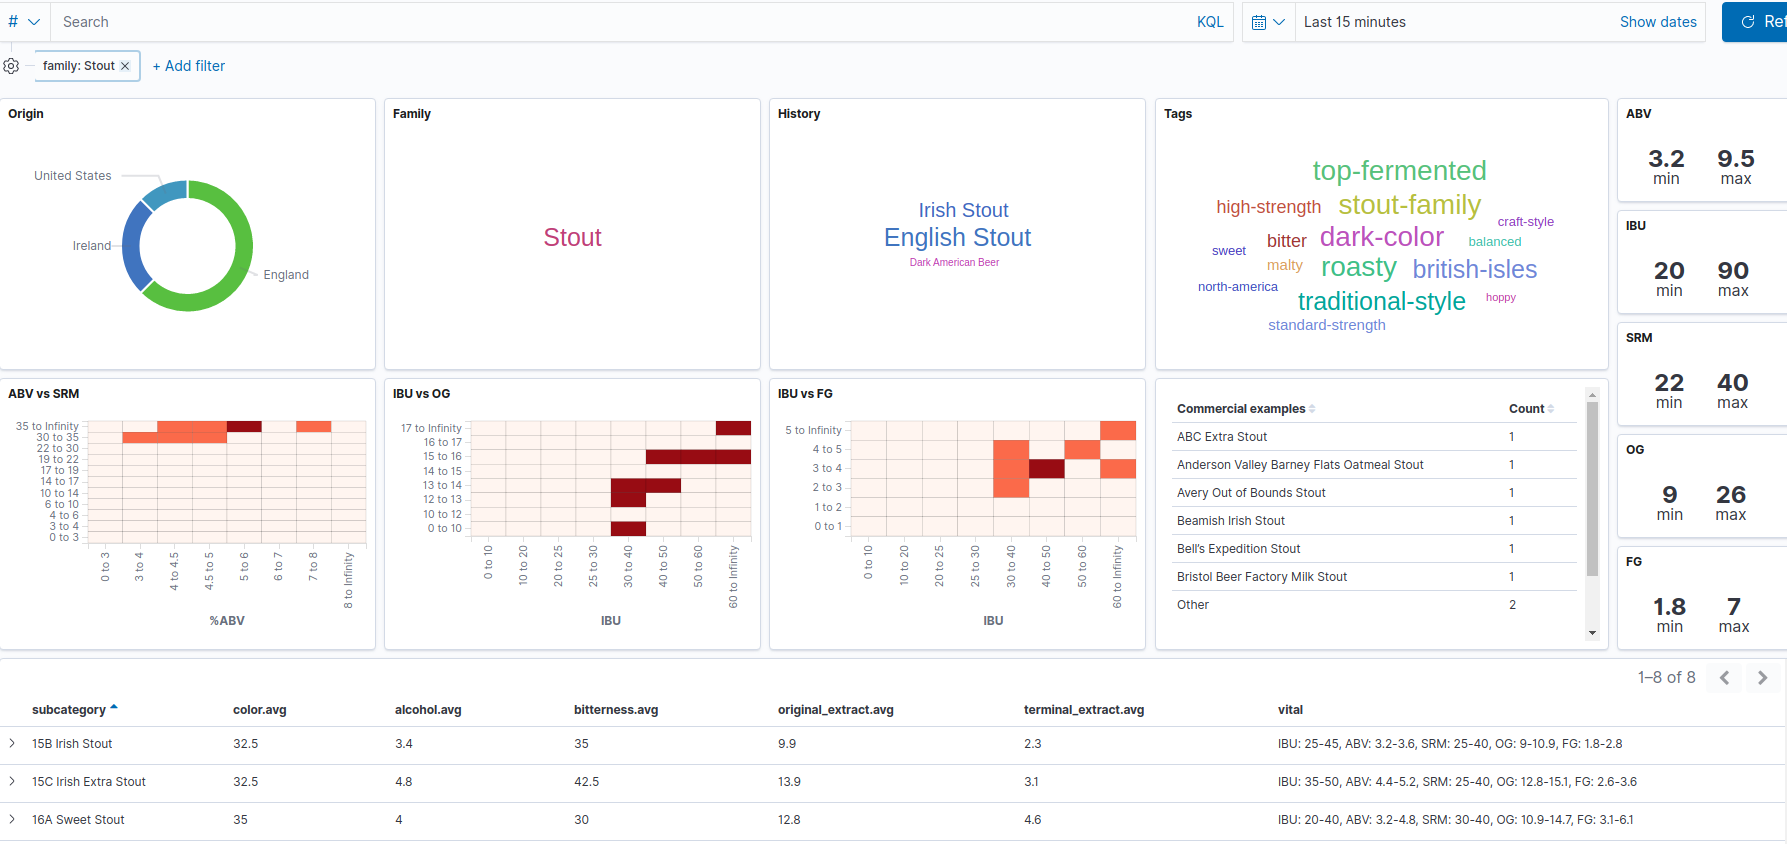 #
Search
KQL
Last 15 minutes
Show dates
Ref
family: Stout ×
+ Add filter
Origin
United States
Ireland
England
Family
Stout
History
Irish Stout
English Stout
Dark American Beer
Tags
top-fermented
high-strength stout-family
craft-style
bitter dark-color balanced
sweet
malty roasty british-isles
north-america
traditional-style hoppy
standard-strength
ABV
3.2 9.5
min max
IBU
20 90
min max
SRM
22 40
min max
OG
9 26
min max
FG
1.8 7
min max
ABV vs SRM
35 to Infinity
30 to 35
22 to 30
19 to 22
17 to 19
14 to 17
10 to 14
6 to 10
4 to 6
3 to 4
0 to 3
0 to 3
3 to 4
4 to 4.5
4.5 to 5
5 to 6
6 to 7
7 to 8
8 to Infinity
%ABV
IBU vs OG
17 to Infinity
16 to 17
15 to 16
14 to 15
13 to 14
12 to 13
10 to 12
0 to 10
0 to 10
10 to 20
20 to 25
25 to 30
30 to 40
40 to 50
50 to 60
60 to Infinity
IBU
IBU vs FG
5 to Infinity
4 to 5
3 to 4
2 to 3
1 to 2
0 to 1
0 to 10
10 to 20
20 to 25
25 to 30
30 to 40
40 to 50
50 to 60
60 to Infinity
IBU
Commercial examples Count
ABC Extra Stout 1
Anderson Valley Barney Flats Oatmeal Stout 1
Avery Out of Bounds Stout 1
Beamish Irish Stout 1
Bell's Expedition Stout 1
Bristol Beer Factory Milk Stout 1
Other 2
1–8 of 8
subcategory color.avg alcohol.avg bitterness.avg original_extract.avg terminal_extract.avg vital
15B Irish Stout 32.5 3.4 35 9.9 2.3 IBU: 25-45, ABV: 3.2-3.6, SRM: 25-40, OG: 9-10.9, FG: 1.8-2.8
15C Irish Extra Stout 32.5 4.8 42.5 13.9 3.1 IBU: 35-50, ABV: 4.4-5.2, SRM: 25-40, OG: 12.8-15.1, FG: 2.6-3.6
16A Sweet Stout 35 4 30 12.8 4.6 IBU: 20-40, ABV: 3.2-4.8, SRM: 30-40, OG: 10.9-14.7, FG: 3.1-6.1